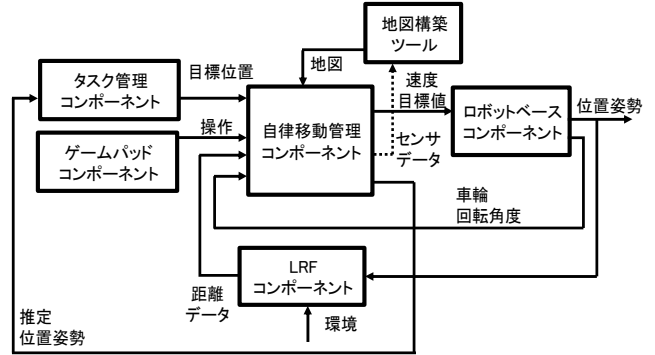 地図構築
ツール
タスク管理
コンポーネント
目標位置
地図
速度
目標値
ロボットベース
コンポーネント
位置姿勢
操作
自律移動管理
コンポーネント
センサ
データ
ゲームパッド
コンポーネント
車輪
回転角度
LRF
コンポーネント
距離
データ
環境
推定
位置姿勢